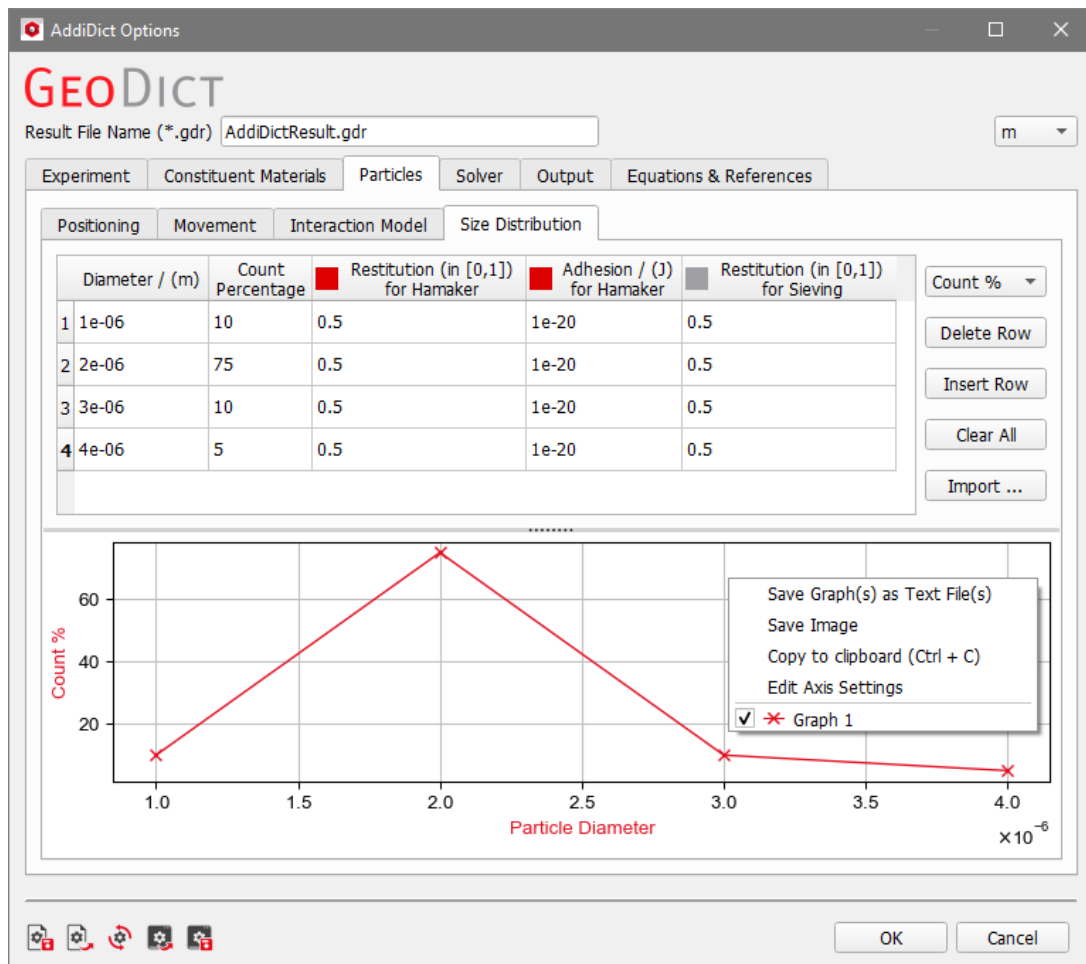 AddiDict Options
GEODICT
Result File Name (*.gdr) AddiDictResult.gdr m
Experiment Constituent Materials Particles Solver Output Equations & References
Positioning Movement Interaction Model Size Distribution
Diameter / (m) Count Percentage Restitution (in [0,1]) for Hamaker Adhesion / (J) for Hamaker Restitution (in [0,1]) for Sieving
1 1e-06 10 0.5 1e-20 0.5
2 2e-06 75 0.5 1e-20 0.5
3 3e-06 10 0.5 1e-20 0.5
4 4e-06 5 0.5 1e-20 0.5
Count %
Delete Row
Insert Row
Clear All
Import ...
Count %
60
40
20
Save Graph(s) as Text File(s)
Save Image
Copy to clipboard (Ctrl + C)
Edit Axis Settings
Graph 1
1.0 1.5 2.0 2.5 3.0 3.5 4.0
Particle Diameter
×10⁻⁶
OK Cancel